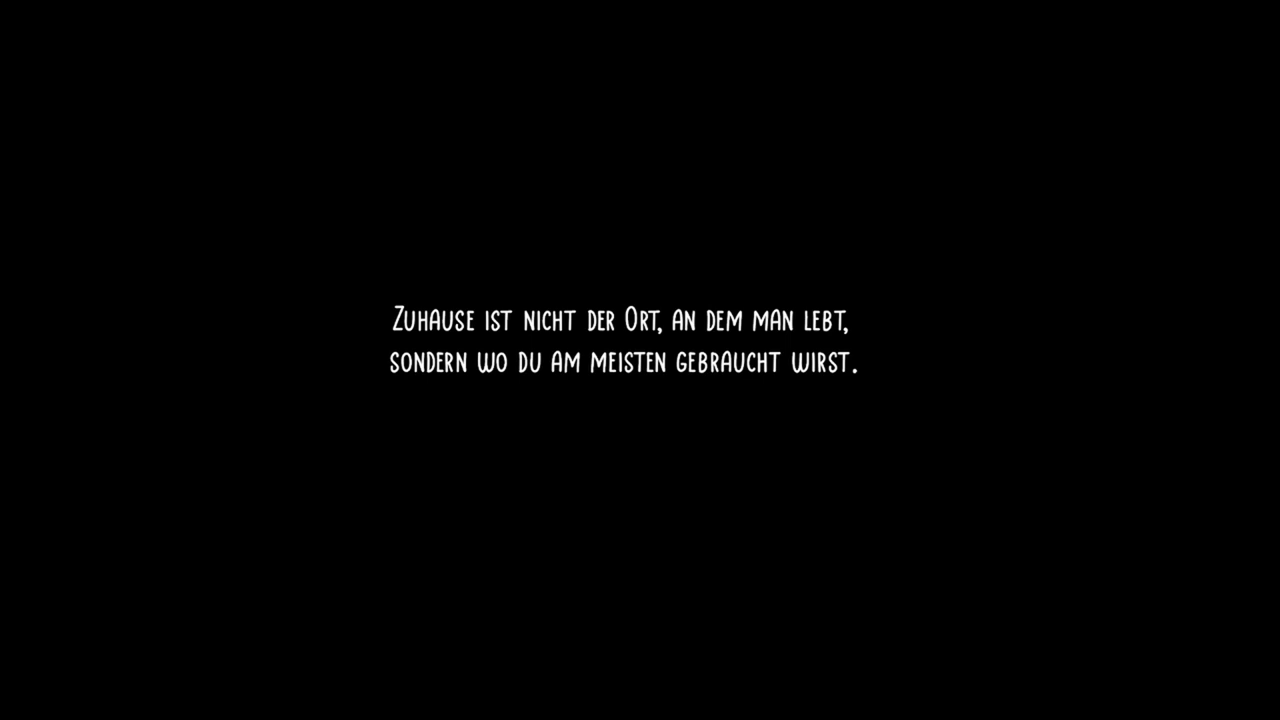 Zuhause ist nicht der Ort, an dem man lebt,
sondern wo du am meisten gebraucht wirst.